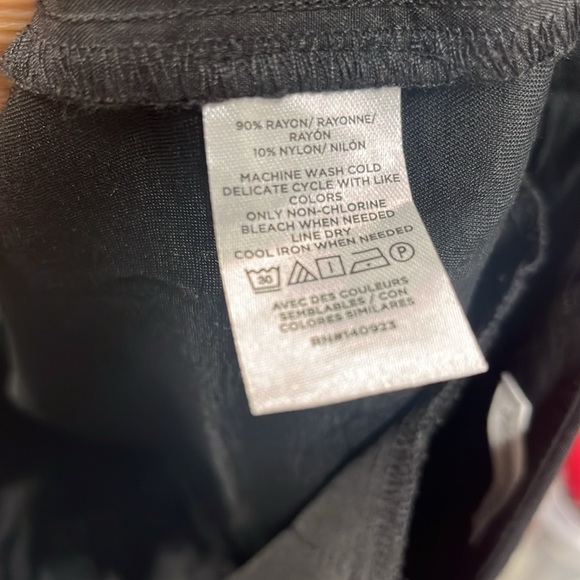 90% RAYON/ RAYONNE/
RAYÓN
10% NYLON/ NILÓN
MACHINE WASH COLD
DELICATE CYCLE WITH LIKE
COLORS
ONLY NON-CHLORINE
BLEACH WHEN NEEDED
LINE DRY
COOL IRON WHEN NEEDED
30 P
AVEC DES COULEURS
SEMBLABLES / CON
COLORES SIMILARES
RN#140923